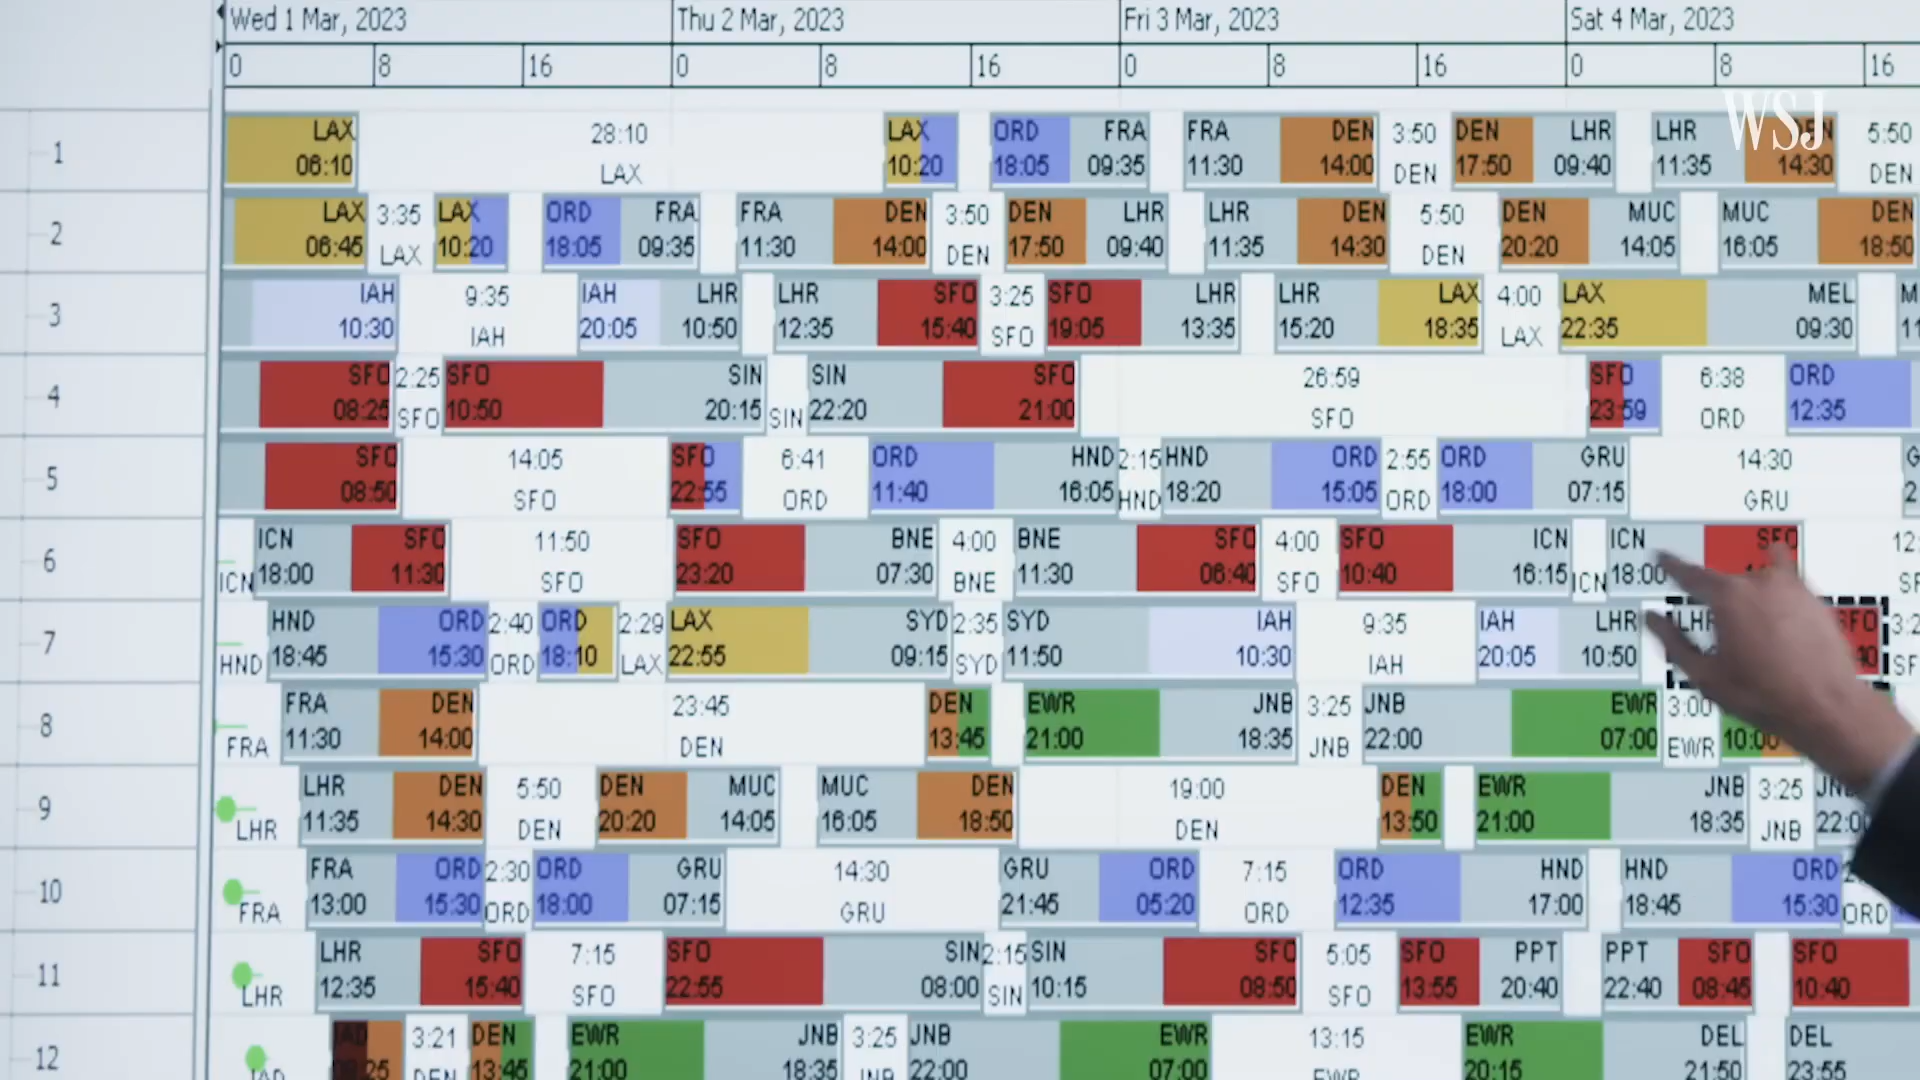 Wed 1 Mar, 2023 Thu 2 Mar, 2023 Fri 3 Mar, 2023 Sat 4 Mar, 2023
0 8 16 0 8 16 0 8 16 0 8 16
WSJ
1 LAX 28:10 LAX ORD FRA FRA DEN 3:50 DEN LHR LHR DEN 5:50
06:10 LAX 10:20 18:05 09:35 11:30 14:00 DEN 17:50 09:40 11:35 14:30 DEN
2 LAX 3:35 LAX ORD FRA FRA DEN 3:50 DEN LHR LHR DEN 5:50 DEN MUC MUC DEN
06:45 LAX 10:20 18:05 09:35 11:30 14:00 DEN 17:50 09:40 11:35 14:30 DEN 20:20 14:05 16:05 18:50
3 IAH 9:35 IAH LHR LHR SFO 3:25 SFO LHR LHR LAX 4:00 LAX MEL
10:30 IAH 20:05 10:50 12:35 15:40 SFO 19:05 13:35 15:20 18:35 LAX 22:35 09:30
4 SFO 2:25 SFO SIN SIN SFO 26:59 SFO 6:38 ORD
08:25 SFO 10:50 20:15 SIN 22:20 21:00 SFO 23:59 ORD 12:35
5 SFO 14:05 SFO 6:41 ORD HND 2:15 HND ORD 2:55 ORD GRU 14:30
08:50 SFO 22:55 ORD 11:40 16:05 HND 18:20 15:05 ORD 18:00 07:15 GRU
6 ICN SFO 11:50 SFO BNE 4:00 BNE SFO 4:00 SFO ICN ICN SFO
ICN 18:00 11:30 SFO 23:20 07:30 BNE 11:30 06:40 SFO 10:40 16:15 ICN 18:00
7 HND ORD 2:40 ORD 2:29 LAX SYD 2:35 SYD IAH 9:35 IAH LHR LHR SFO
HND 18:45 15:30 ORD 18:10 LAX 22:55 09:15 SYD 11:50 10:30 IAH 20:05 10:50
8 FRA DEN 23:45 DEN EWR JNB 3:25 JNB EWR 3:00
FRA 11:30 14:00 DEN 13:45 21:00 18:35 JNB 22:00 07:00 EWR 10:00
9 LHR DEN 5:50 DEN MUC MUC DEN 19:00 DEN EWR JNB 3:25
LHR 11:35 14:30 DEN 20:20 14:05 16:05 18:50 DEN 13:50 21:00 18:35 JNB 22:00
10 FRA ORD 2:30 ORD GRU 14:30 GRU ORD 7:15 ORD HND HND ORD
FRA 13:00 15:30 ORD 18:00 07:15 GRU 21:45 05:20 ORD 12:35 17:00 18:45 15:30 ORD
11 LHR SFO 7:15 SFO SIN 2:15 SIN SFO 5:05 SFO PPT PPT SFO SFO
LHR 12:35 15:40 SFO 22:55 08:00 SIN 10:15 08:50 SFO 13:55 20:40 22:40 08:45 10:40
12 IAD 3:21 DEN EWR JNB 3:25 JNB EWR 13:15 EWR DEL DEL
IAD DEN 13:45 21:00 18:35 JNB 22:00 07:00 EWR 20:15 21:50 23:55